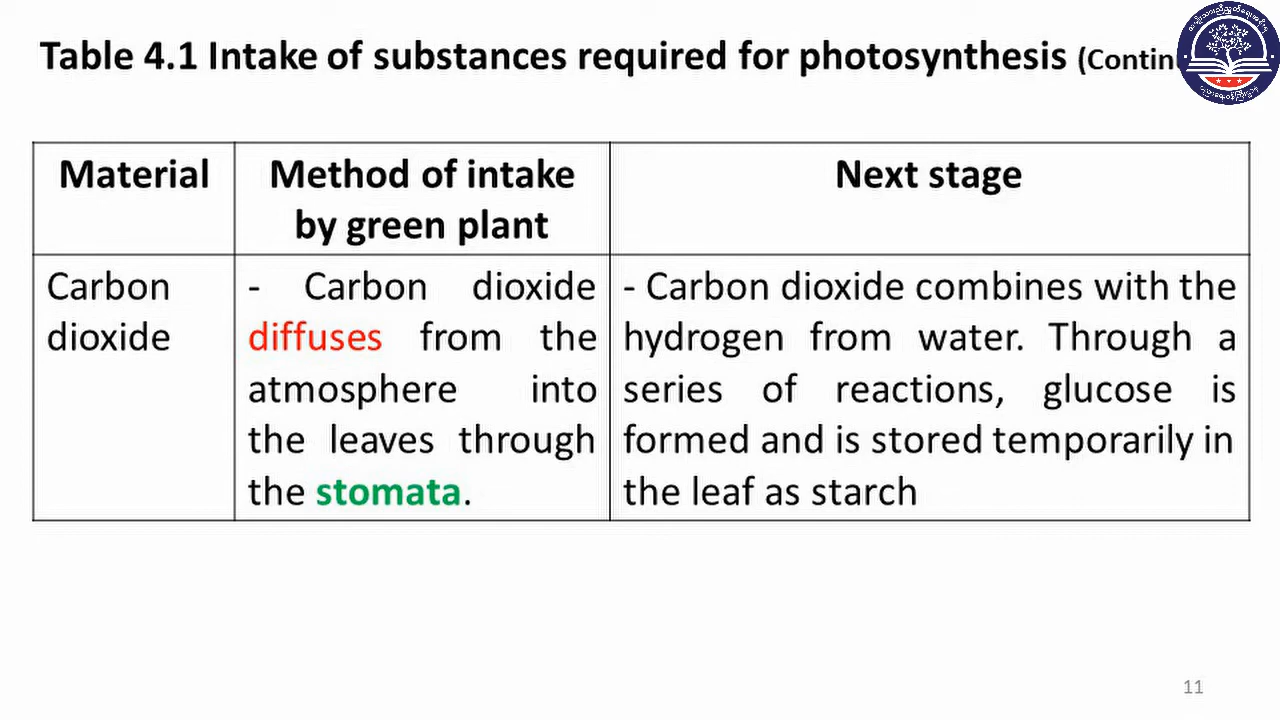 Table 4.1 Intake of substances required for photosynthesis (Contin
Material
Method of intake
by green plant
Next stage
Carbon
dioxide
- Carbon dioxide
diffuses from the
atmosphere into
the leaves through
the stomata.
- Carbon dioxide combines with the
hydrogen from water. Through a
series of reactions, glucose is
formed and is stored temporarily in
the leaf as starch
11